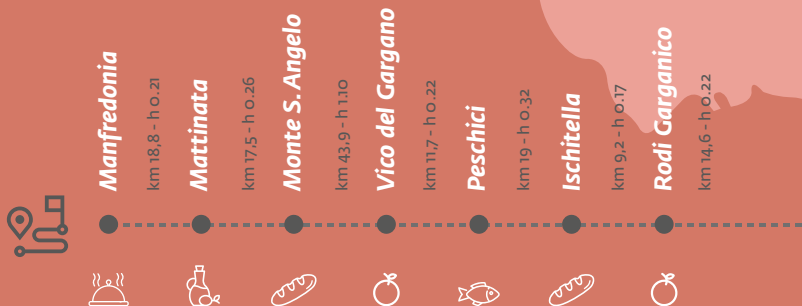 Manfredonia
km 18,8 - h 0.21
Mattinata
km 17,5 - h 0.26
Monte S. Angelo
km 43,9 - h 1.10
Vico del Gargano
km 11,7 - h 0.22
Peschici
km 19 - h 0.32
Ischitella
km 9,2 - h 0.17
Rodi Garganico
km 14,6 - h 0.22